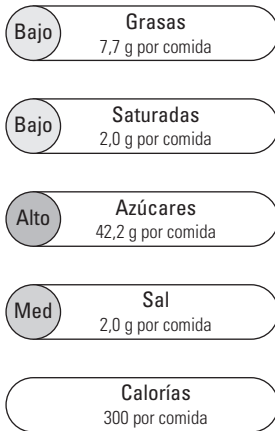 Bajo
Grasas
7,7 g por comida
Bajo
Saturadas
2,0 g por comida
Alto
Azúcares
42,2 g por comida
Med
Sal
2,0 g por comida
Calorías
300 por comida